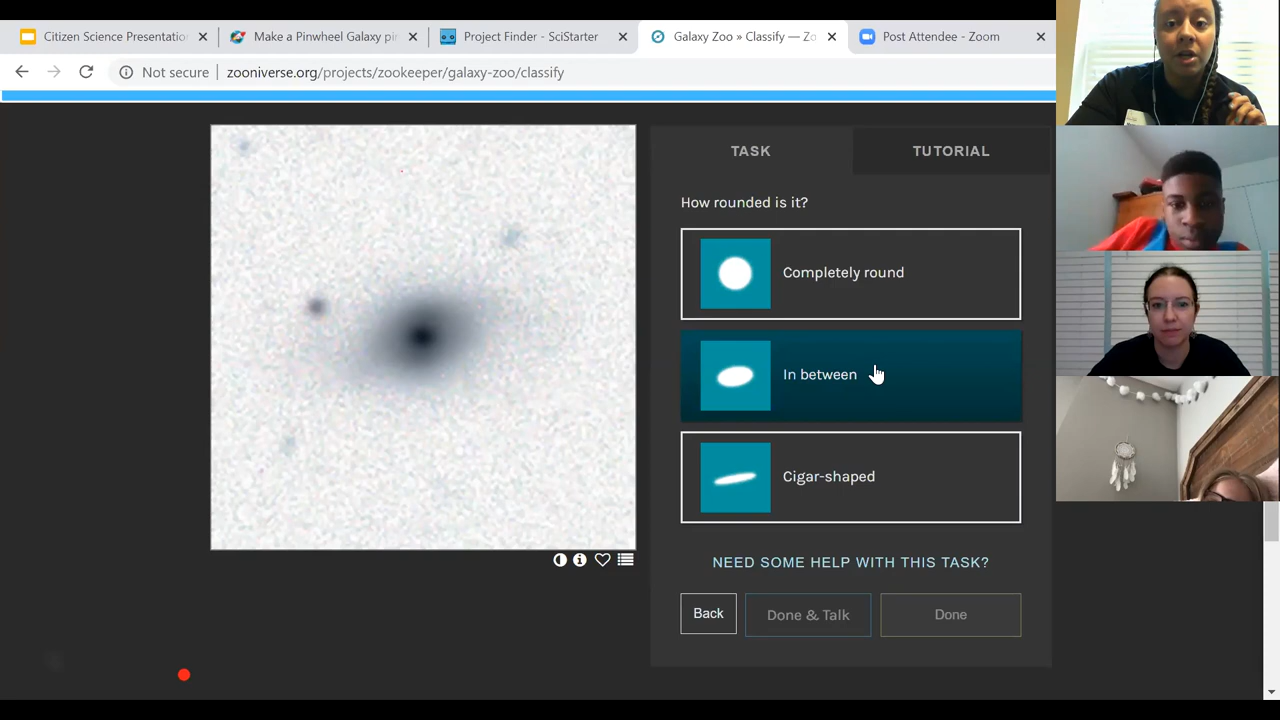 Citizen Science Presentation
Make a Pinwheel Galaxy pi
Project Finder - SciStarter
Galaxy Zoo » Classify — Zo
Post Attendee - Zoom
Not secure
zooniverse.org/projects/zookeeper/galaxy-zoo/classify
TASK
TUTORIAL
How rounded is it?
Completely round
In between
Cigar-shaped
NEED SOME HELP WITH THIS TASK?
Back
Done & Talk
Done